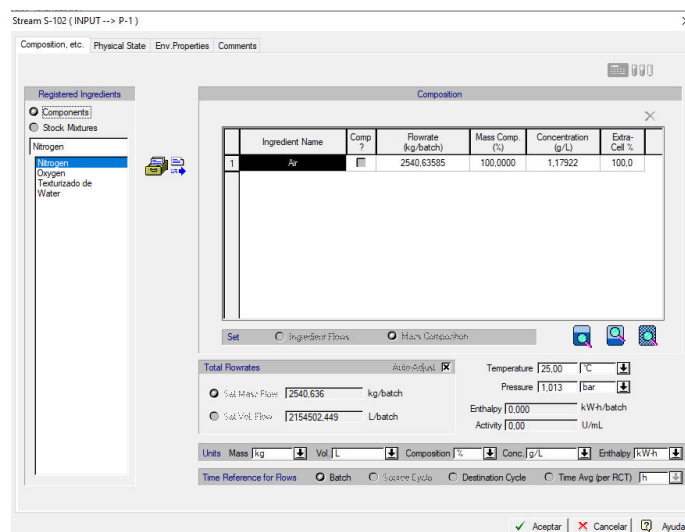 Stream S-102 ( INPUT --> P-1 )
Composition, etc. Physical State Env.Properties Comments
Registered Ingredients
Components
Stock Mixtures
Nitrogen
Nitrogen
Oxygen
Texturizado de
Water
Composition
Ingredient Name Comp ? Flowrate (kg/batch) Mass Comp. (%) Concentration (g/L) Extra-Cell %
1 Air 2540,63585 100,0000 1,17922 100,0
Set Ingredient Flows Mass Composition
Total Flowrates Auto-Adjust
Set Mass Flow 2540,636 kg/batch
Set Vol. Flow 2154502,449 L/batch
Temperature 25,00 °C
Pressure 1,013 bar
Enthalpy 0,000 kW-h/batch
Activity 0,00 U/mL
Units Mass kg Vol. L Composition % Conc. g/L Enthalpy kW-h
Time Reference for Flows Batch Source Cycle Destination Cycle Time Avg (per RCT) h
Aceptar Cancelar Ayuda